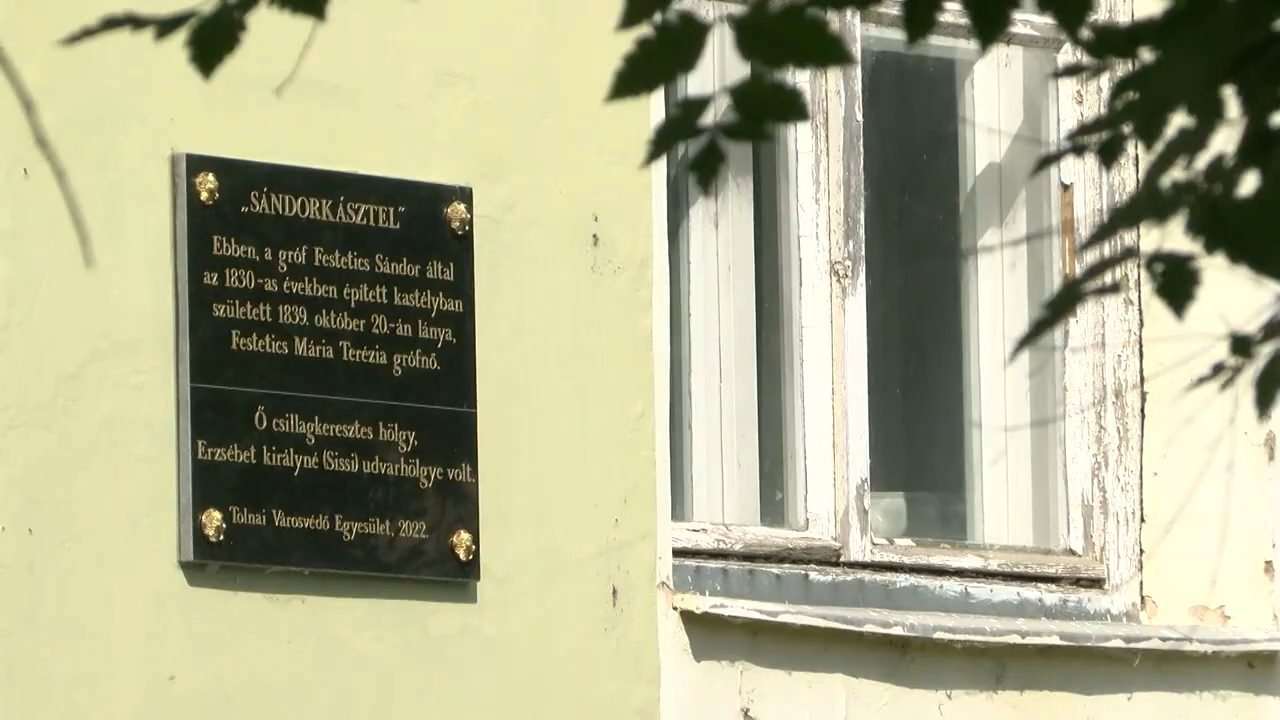 „SÁNDORKÁSZTEL”
Ebben, a gróf Festetics Sándor által
az 1830-as években épített kastélyban
született 1839. október 20.-án lánya,
Festetics Mária Terézia grófnő.
Ő csillagkeresztes hölgy,
Erzsébet királyné (Sissi) udvarhölgye volt.
Tolnai Városvédő Egyesület, 2022.